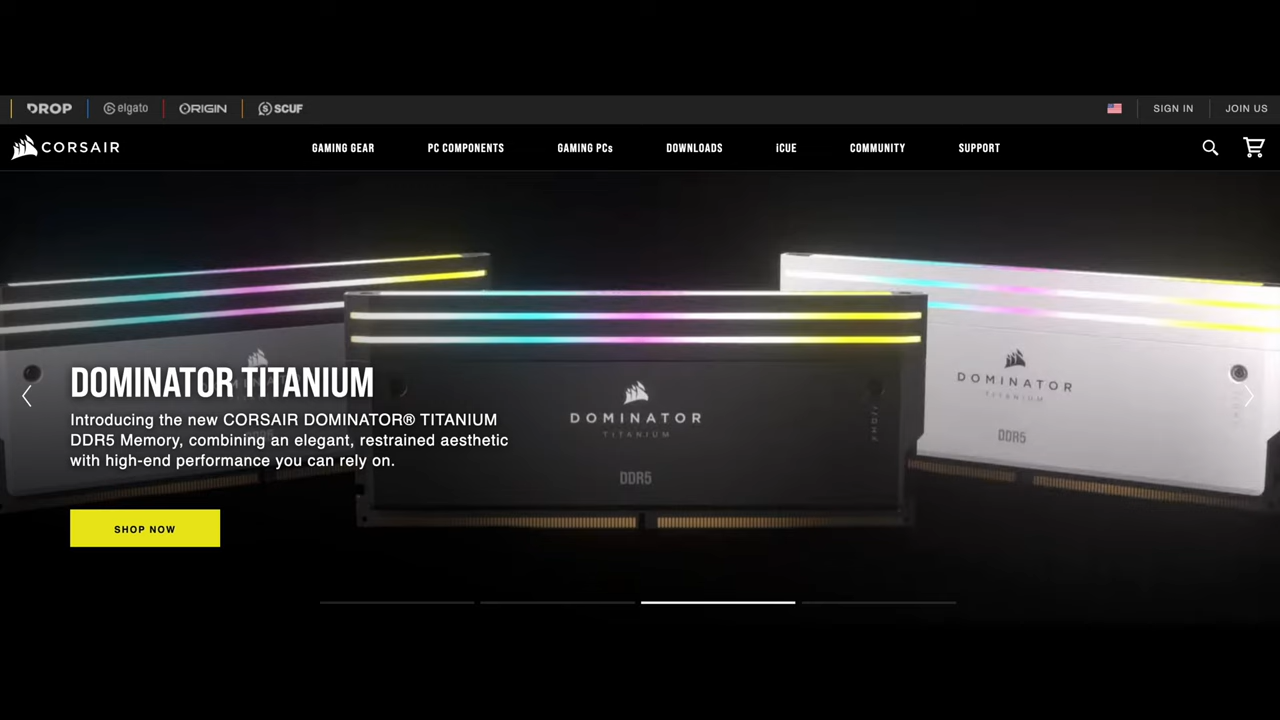 DROP
elgato
ORIGIN
SCUF
SIGN IN
JOIN US
CORSAIR
GAMING GEAR
PC COMPONENTS
GAMING PCs
DOWNLOADS
iCUE
COMMUNITY
SUPPORT
DOMINATOR TITANIUM
Introducing the new CORSAIR DOMINATOR® TITANIUM
DDR5 Memory, combining an elegant, restrained aesthetic
with high-end performance you can rely on.
SHOP NOW
DOMINATOR
TITANIUM
DDR5
DOMINATOR
TITANIUM
DDR5